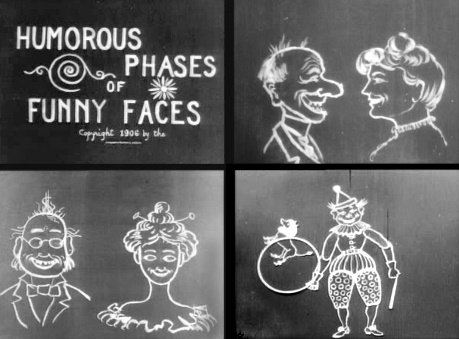 HUMOROUS
PHASES
OF
FUNNY FACES
Copyright 1906 by the